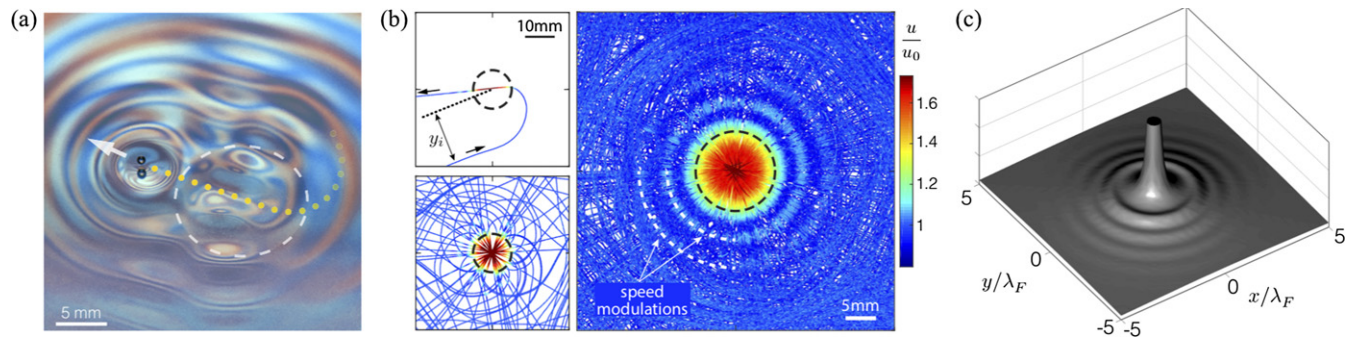 (a)
5 mm
(b)
10mm
y_i
speed
modulations
5mm
u
u_0
1.6
1.4
1.2
1
(c)
5
0
-5
y/λ_F
-5
0
5
x/λ_F